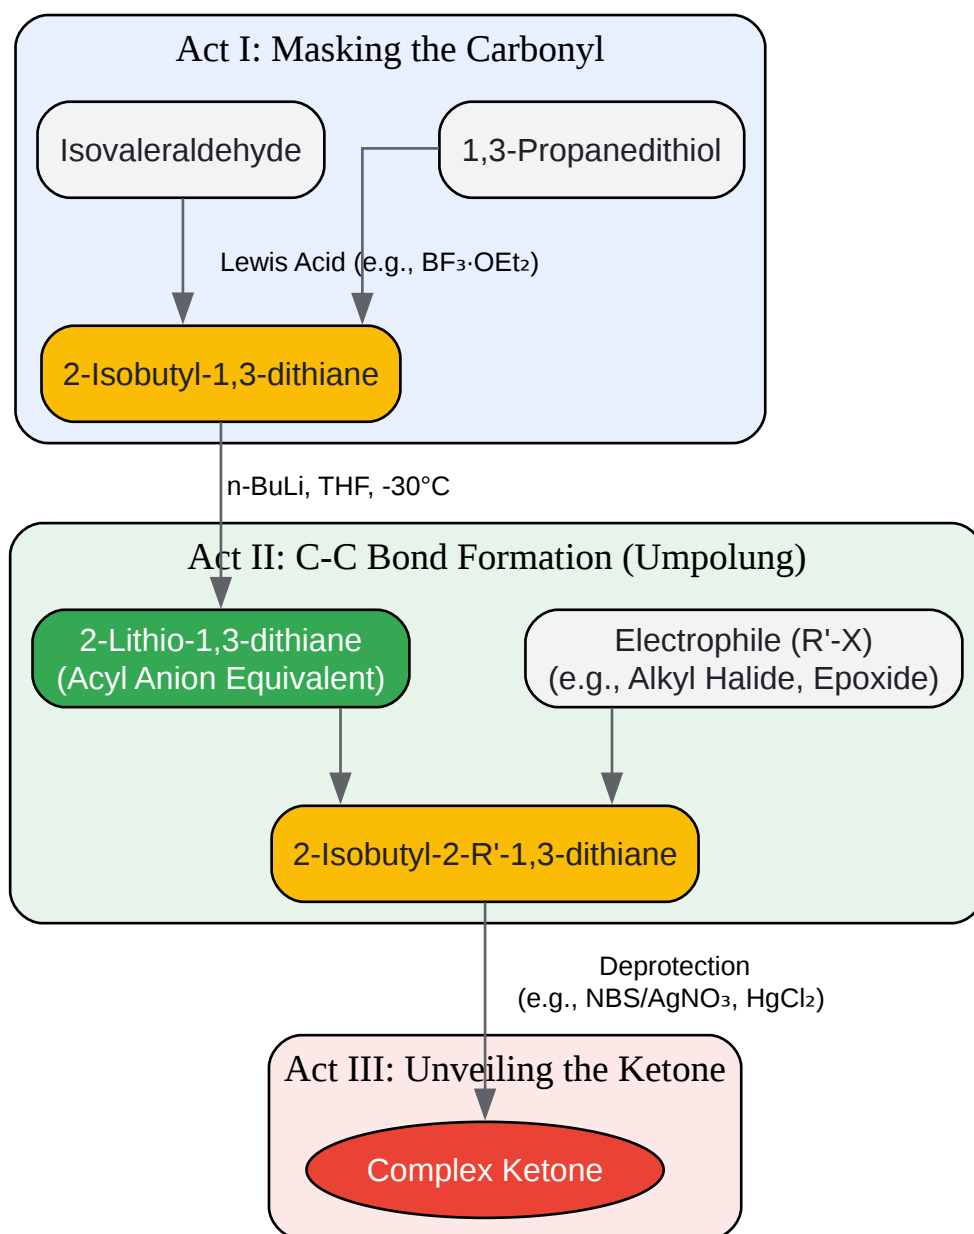 Act I: Masking the Carbonyl
Isovaleraldehyde
1,3-Propanedithiol
Lewis Acid (e.g., BF₃·OEt₂)
2-Isobutyl-1,3-dithiane
n-BuLi, THF, -30°C
Act II: C-C Bond Formation (Umpolung)
2-Lithio-1,3-dithiane
(Acyl Anion Equivalent)
Electrophile (R'-X)
(e.g., Alkyl Halide, Epoxide)
2-Isobutyl-2-R'-1,3-dithiane
Deprotection
(e.g., NBS/AgNO₃, HgCl₂)
Act III: Unveiling the Ketone
Complex Ketone